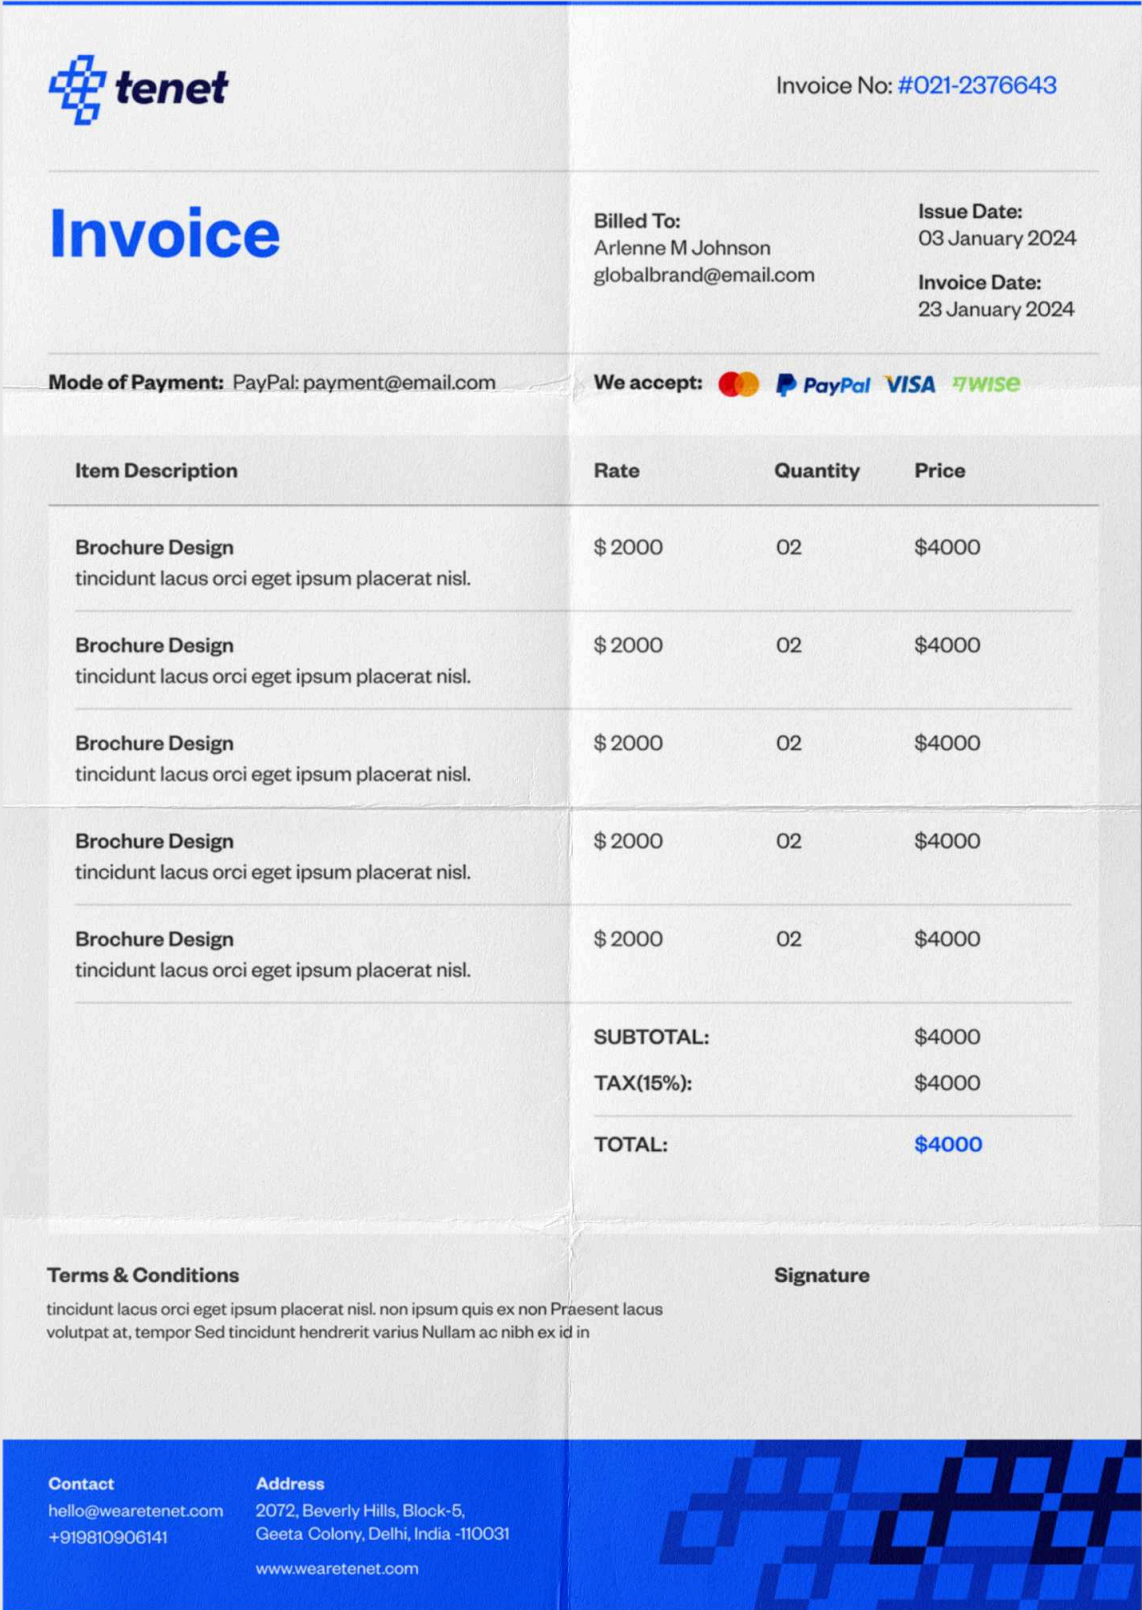 tenet
Invoice No: #021-2376643
Invoice
Billed To:
Arlenne M Johnson
globalbrand@email.com
Issue Date:
03 January 2024
Invoice Date:
23 January 2024
Mode of Payment: PayPal: payment@email.com
We accept: PayPal VISA WISE
Item Description Rate Quantity Price
Brochure Design $ 2000 02 $4000
tincidunt lacus orci eget ipsum placerat nisl.
Brochure Design $ 2000 02 $4000
tincidunt lacus orci eget ipsum placerat nisl.
Brochure Design $ 2000 02 $4000
tincidunt lacus orci eget ipsum placerat nisl.
Brochure Design $ 2000 02 $4000
tincidunt lacus orci eget ipsum placerat nisl.
Brochure Design $ 2000 02 $4000
tincidunt lacus orci eget ipsum placerat nisl.
SUBTOTAL: $4000
TAX(15%): $4000
TOTAL: $4000
Terms & Conditions
tincidunt lacus orci eget ipsum placerat nisl. non ipsum quis ex non Praesent lacus
volutpat at, tempor Sed tincidunt hendrerit varius Nullam ac nibh ex id in
Signature
Contact
hello@wearetenet.com
+919810906141
Address
2072, Beverly Hills, Block-5,
Geeta Colony, Delhi, India -110031
www.wearetenet.com